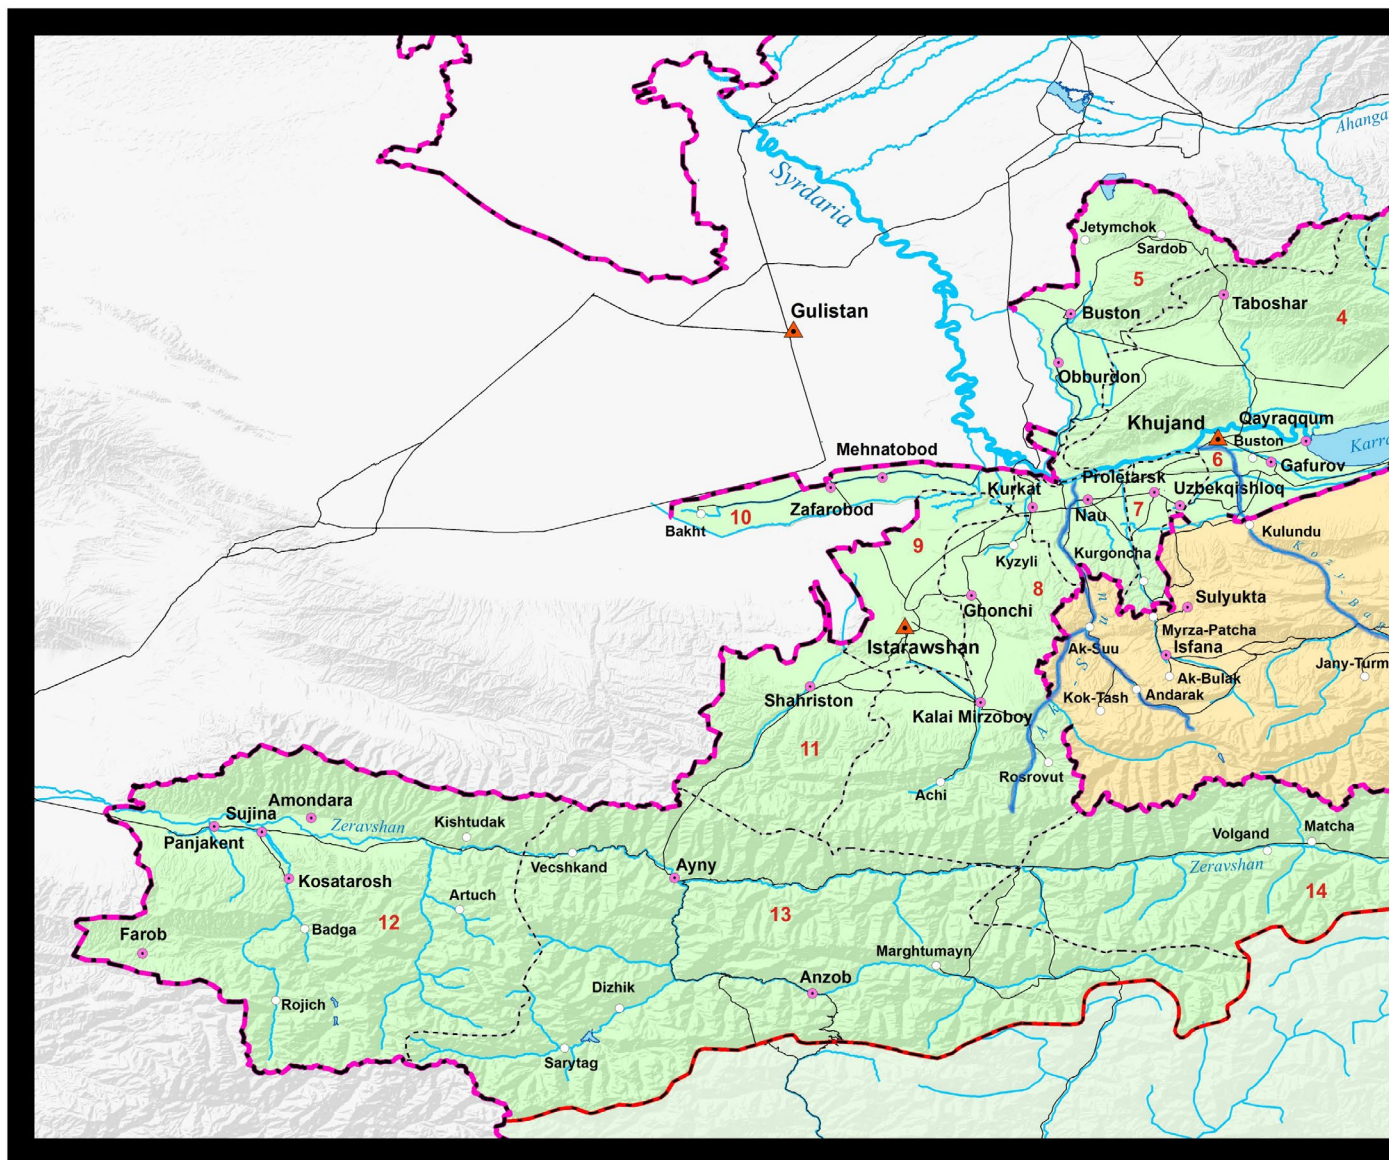 Ahanga
Syrdaria
Jetymchok
Sardob
5
Taboshar
4
Gulistan
Buston
Obburdon
Khujand
Qayraqqum
Buston
Karra
6
Gafurov
Mehnatobod
Kurkat
Proletarsk
Uzbekqishloq
Zafarobod
10
Bakht
Nau
7
Kulundu
9
Kyzyli
Kurgoncha
8
Ghonchi
Sulyukta
Istarawshan
Ak-Suu
Myrza-Patcha
Isfana
Jany-Turm
Ak-Bulak
Shahriston
Kok-Tash
Andarak
Kalai Mirzoboy
Ak-Suu
11
Rosrovut
Achi
Amondara
Sujina
Zeravshan
Kishtudak
Panjakent
Volgand
Matcha
Vecshkand
Ayny
Zeravshan
Kosatarosh
14
Artuch
13
12
Badga
Farob
Marghtumayn
Anzob
Dizhik
Rojich
Sarytag